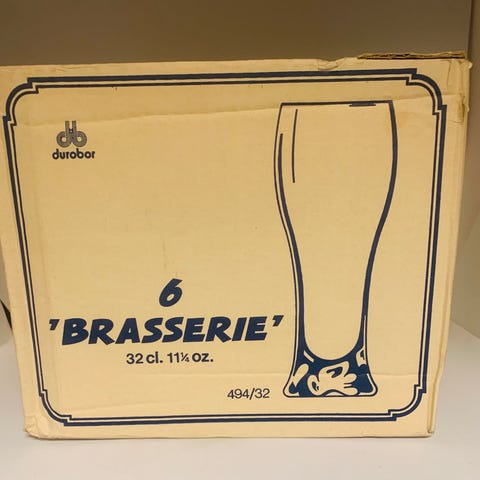 durobor
6
'BRASSERIE'
32 cl. 11¼ oz.
494/32